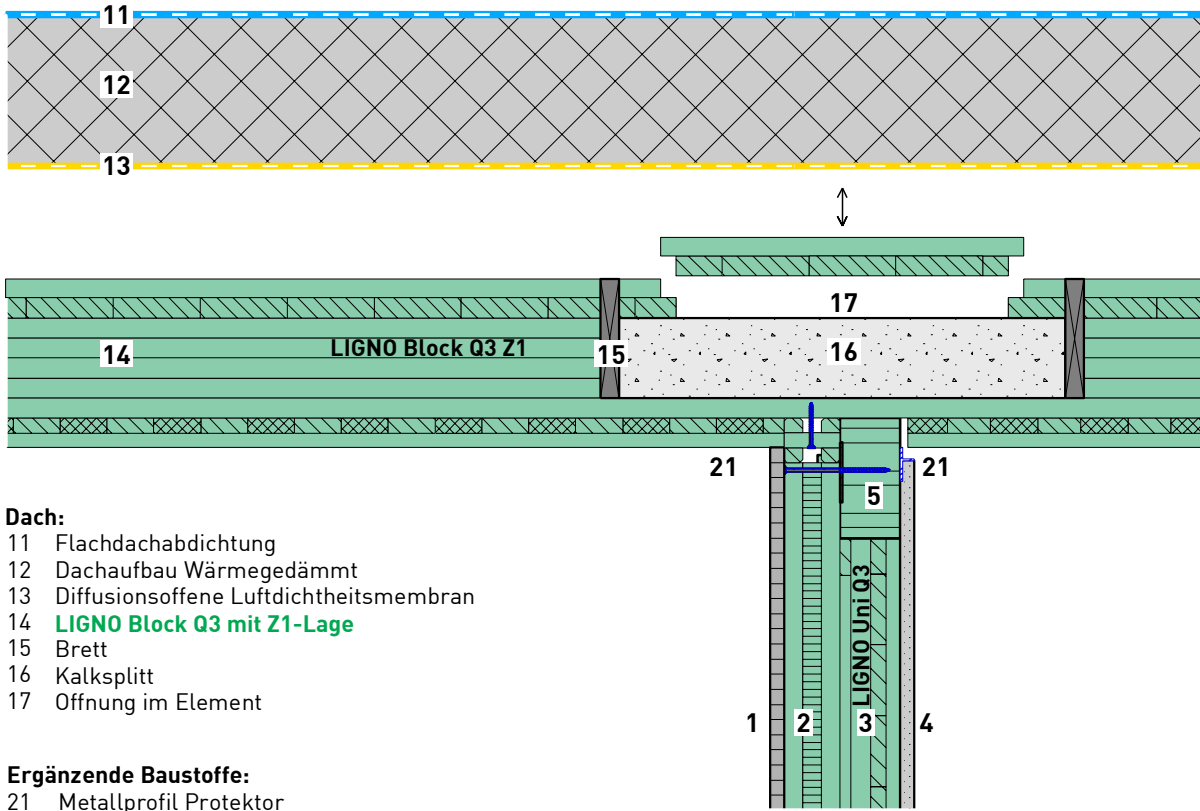 11
12
13
17
14
LIGNO Block Q3 Z1
15
16
21
21
5
LIGNO Uni Q3
1
2
3
4
Dach:
11 Flachdachabdichtung
12 Dachaufbau Wärmegedämmt
13 Diffusionsoffene Luftdichtheitsmembran
14 LIGNO Block Q3 mit Z1-Lage
15 Brett
16 Kalksplitt
17 Öffnung im Element
Ergänzende Baustoffe:
21 Metallprofil Protektor